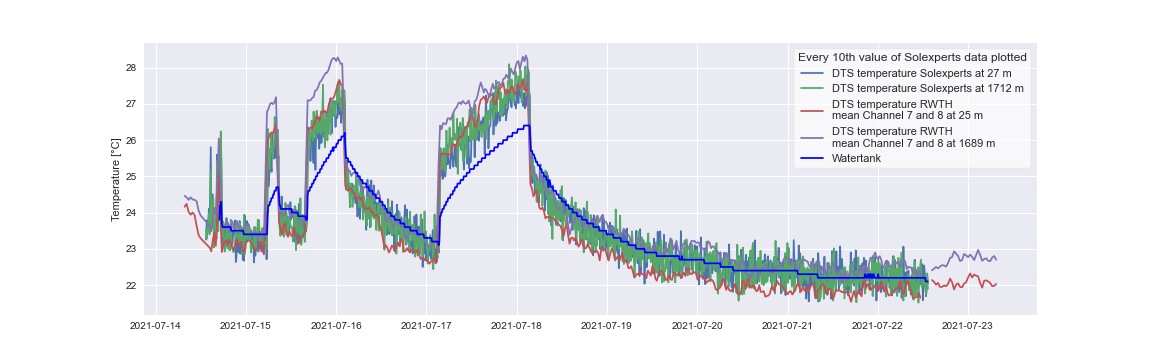 Every 10th value of Solexperts data plotted
DTS temperature Solexperts at 27 m
DTS temperature Solexperts at 1712 m
DTS temperature RWTH
mean Channel 7 and 8 at 25 m
DTS temperature RWTH
mean Channel 7 and 8 at 1689 m
Watertank
Temperature [°C]
28
27
26
25
24
23
22
2021-07-14 2021-07-15 2021-07-16 2021-07-17 2021-07-18 2021-07-19 2021-07-20 2021-07-21 2021-07-22 2021-07-23